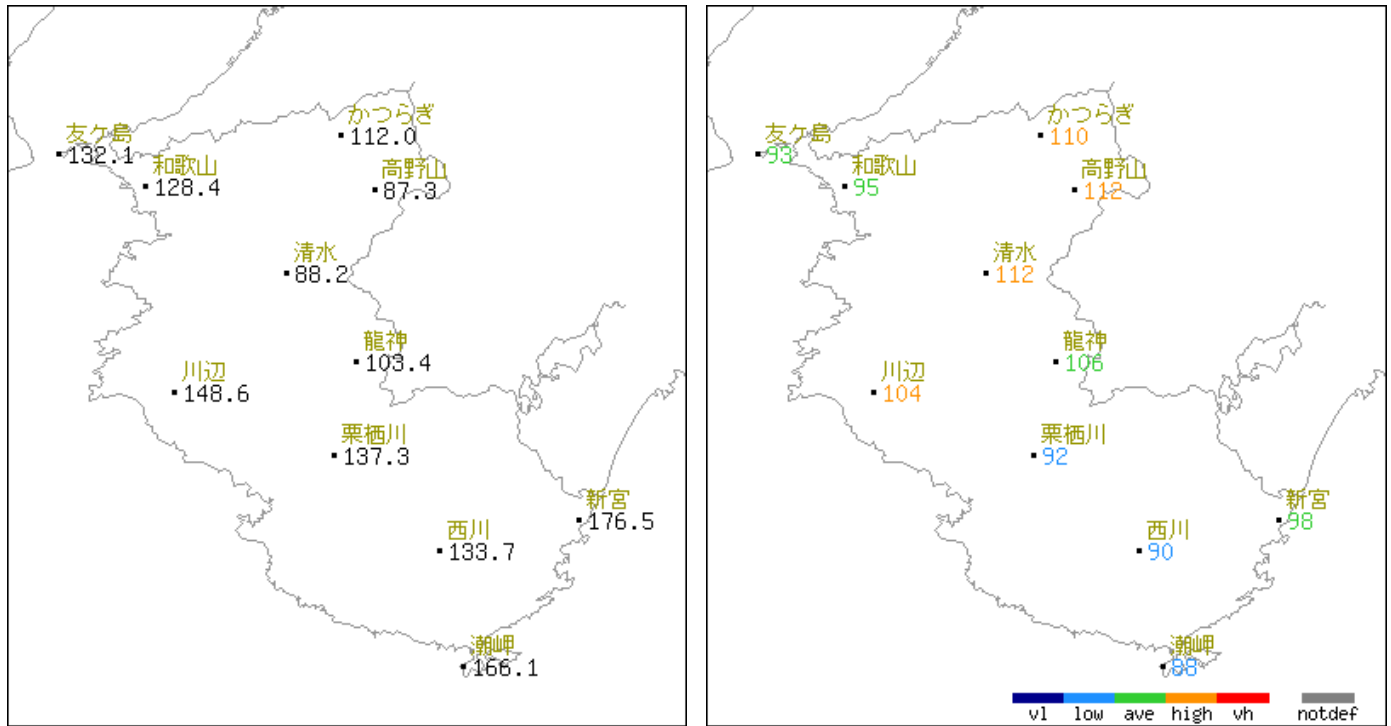 かつらぎ
112.0
友ケ島
132.1
和歌山
128.4
高野山
87.3
清水
88.2
龍神
103.4
川辺
148.6
栗栖川
137.3
新宮
176.5
西川
133.7
潮岬
166.1
かつらぎ
110
友ケ島
93
和歌山
95
高野山
112
清水
112
龍神
106
川辺
104
栗栖川
92
新宮
98
西川
90
潮岬
88
vl low ave high vh notdef